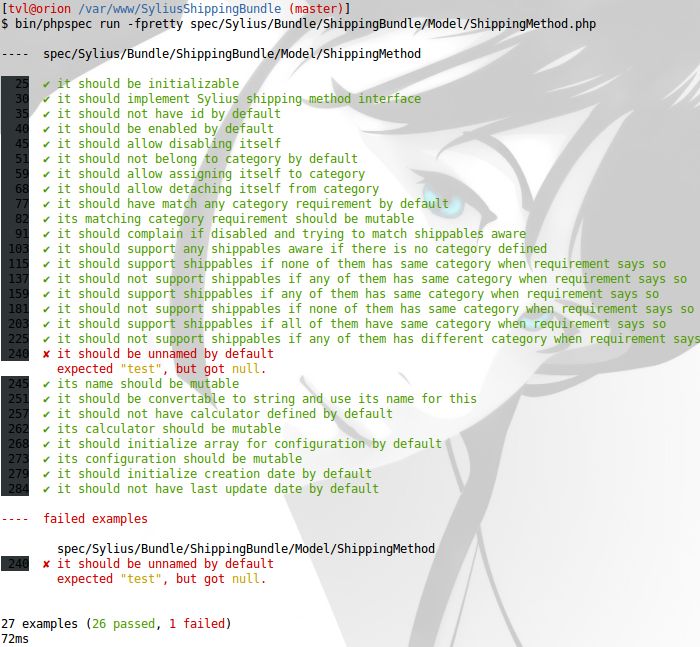 [tvl@orion /var/www/SyliusShippingBundle (master)]
$ bin/phpspec run -fpretty spec/Sylius/Bundle/ShippingBundle/Model/ShippingMethod.php
---- spec/Sylius/Bundle/ShippingBundle/Model/ShippingMethod
25 ✔ it should be initializable
30 ✔ it should implement Sylius shipping method interface
35 ✔ it should not have id by default
40 ✔ it should be enabled by default
45 ✔ it should allow disabling itself
51 ✔ it should not belong to category by default
59 ✔ it should allow assigning itself to category
68 ✔ it should allow detaching itself from category
77 ✔ it should have match any category requirement by default
82 ✔ its matching category requirement should be mutable
91 ✔ it should complain if disabled and trying to match shippables aware
103 ✔ it should support any shippables aware if there is no category defined
115 ✔ it should support shippables if none of them has same category when requirement says so
137 ✔ it should not support shippables if any of them has same category when requirement says so
159 ✔ it should support shippables if any of them has same category when requirement says so
181 ✔ it should not support shippables if none of them has same category when requirement says so
203 ✔ it should support shippables if all of them have same category when requirement says so
225 ✔ it should not support shippables if any of them has different category when requirement says
240 ✘ it should be unnamed by default
expected "test", but got null.
245 ✔ its name should be mutable
251 ✔ it should be convertable to string and use its name for this
257 ✔ it should not have calculator defined by default
262 ✔ its calculator should be mutable
268 ✔ it should initialize array for configuration by default
273 ✔ its configuration should be mutable
279 ✔ it should initialize creation date by default
284 ✔ it should not have last update date by default
---- failed examples
spec/Sylius/Bundle/ShippingBundle/Model/ShippingMethod
240 ✘ it should be unnamed by default
expected "test", but got null.
27 examples (26 passed, 1 failed)
72ms